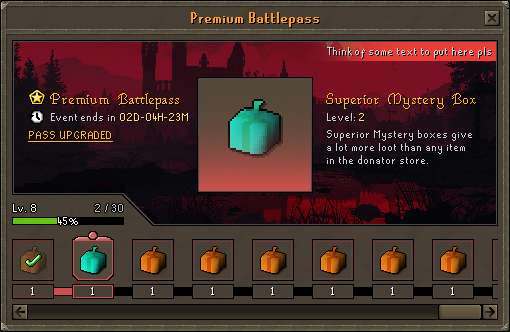 Premium Battlepass
Think of some text to put here pls
Premium Battlepass
Event ends in 02D-04H-23M
PASS UPGRADED
Superior Mystery Box
Level: 2
Superior Mystery boxes give
a lot more loot than any item
in the donator store.
Lv. 8
2 / 30
45%
1
1
1
1
1
1
1
1